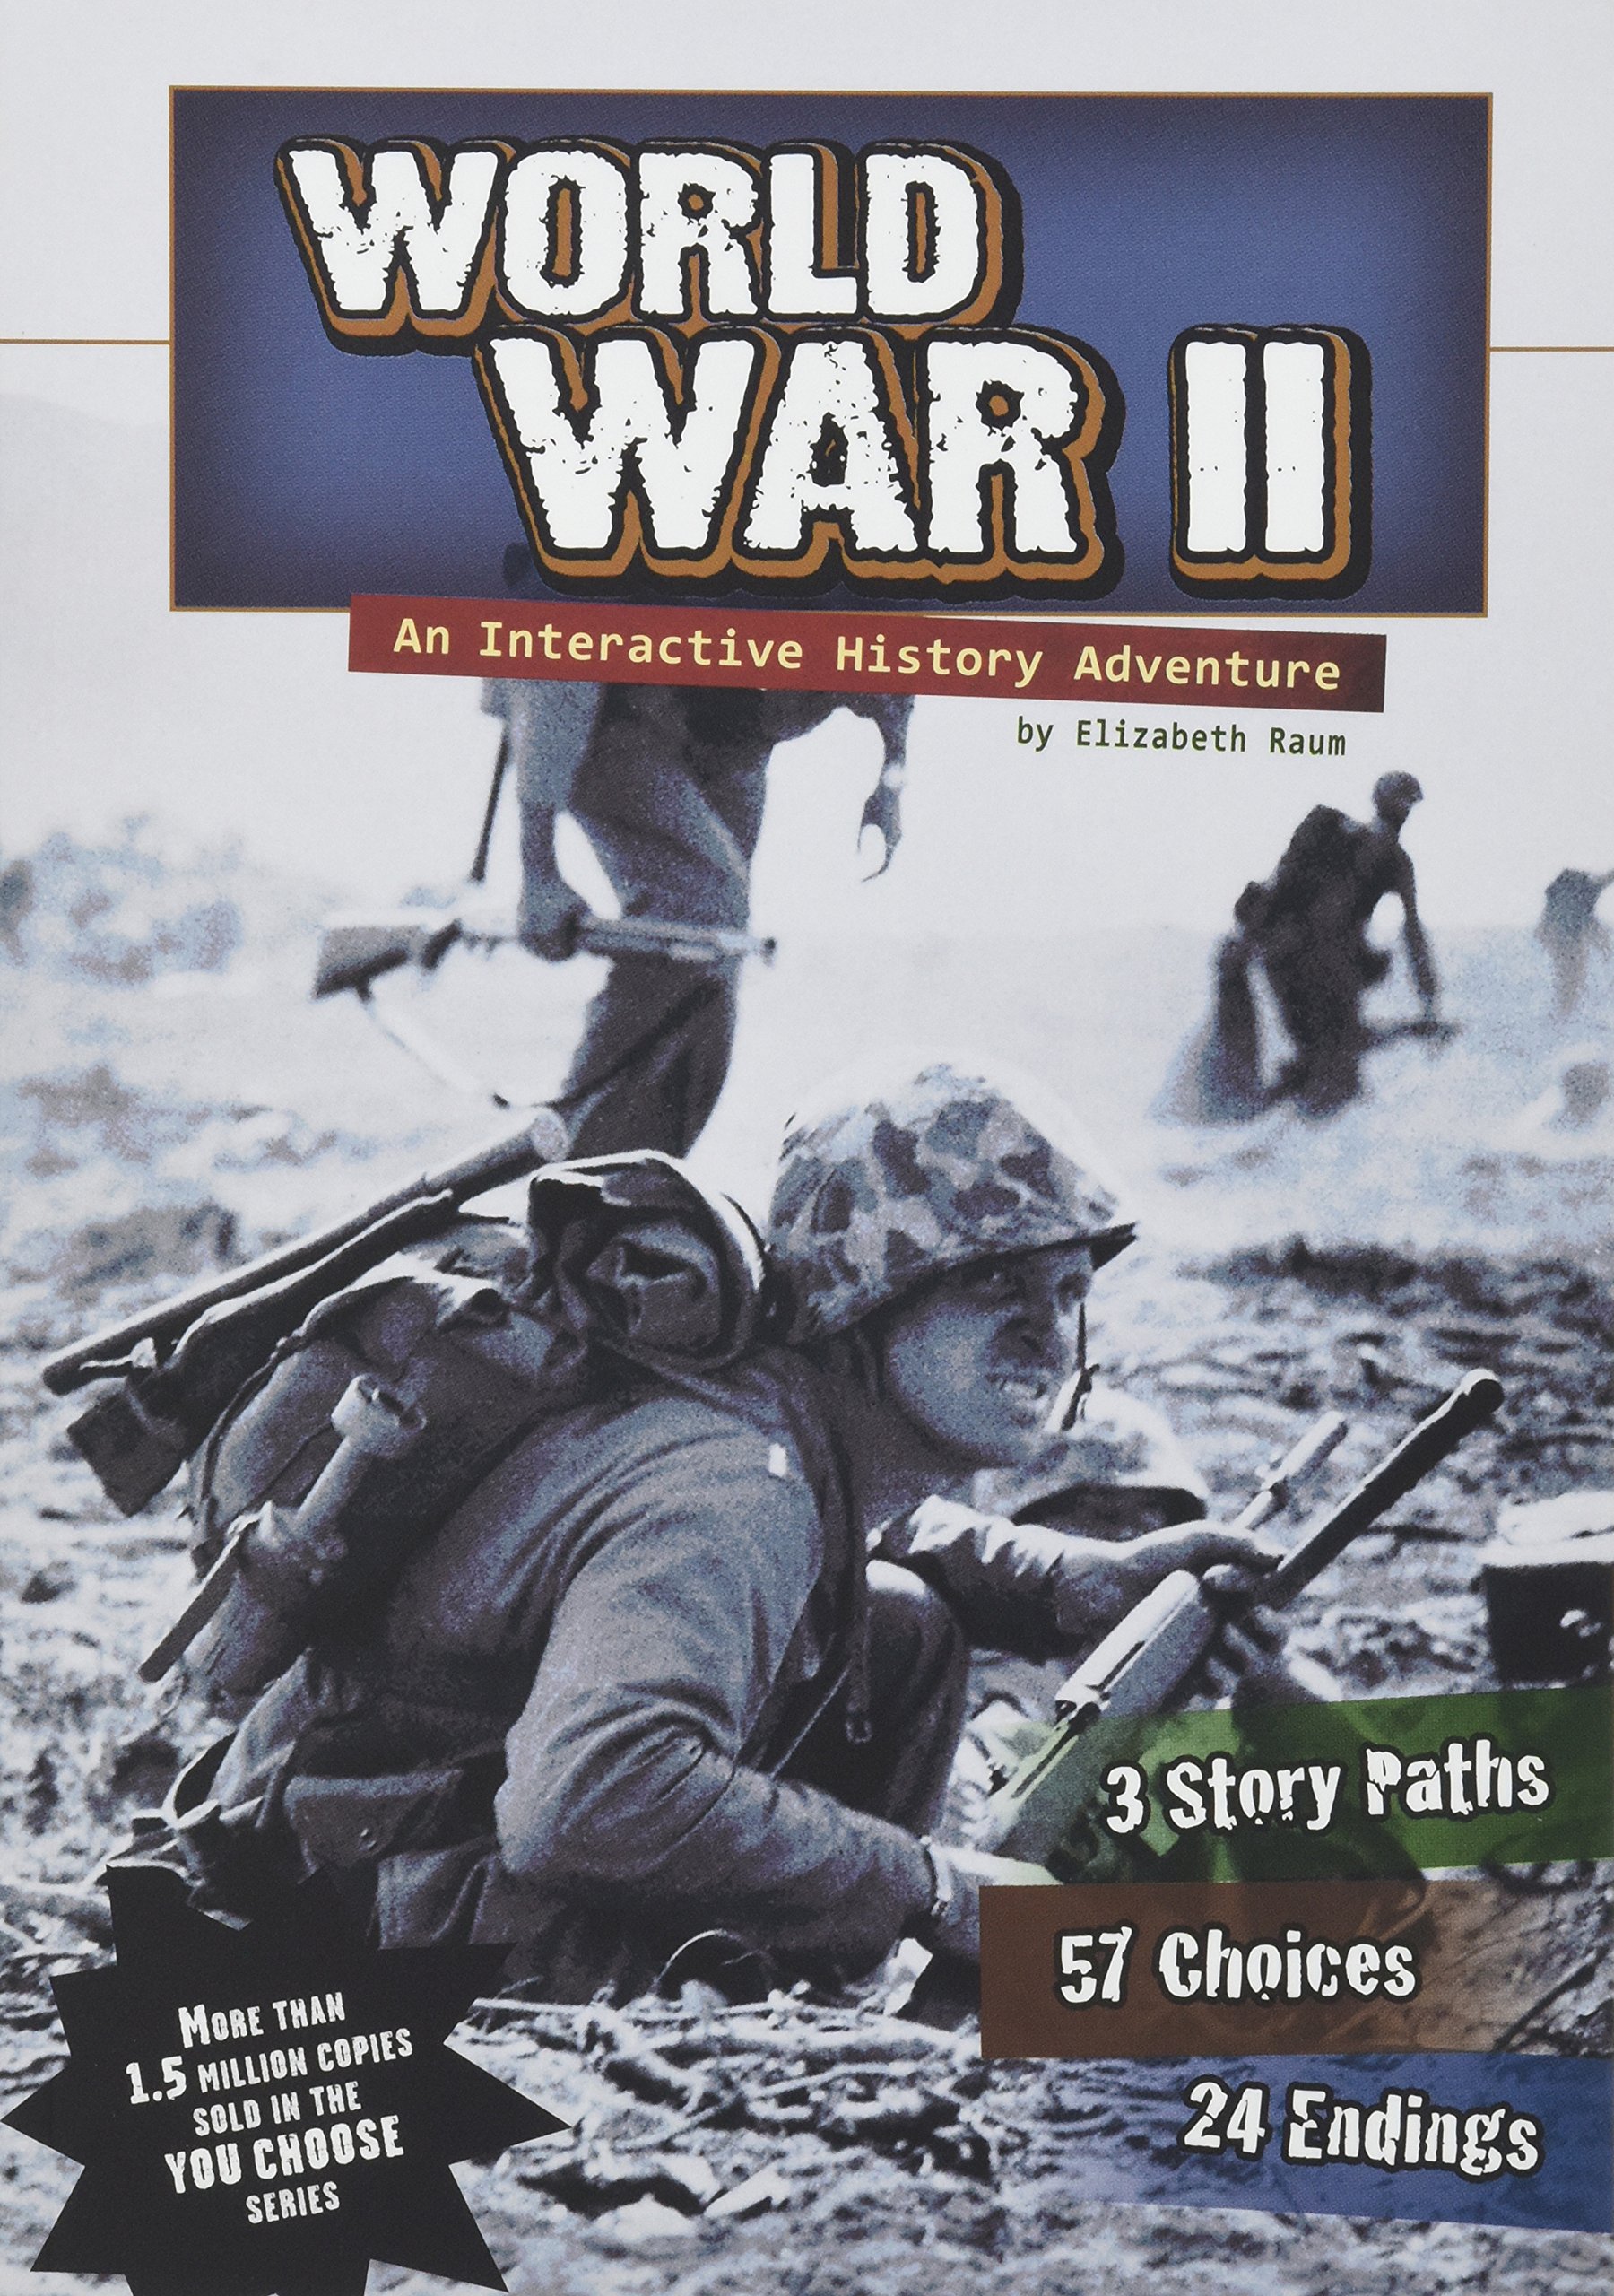 WORLD
WAR II
An Interactive History Adventure
by Elizabeth Raum
3 Story Paths
57 Choices
24 Endings
MORE THAN
1.5 MILLION COPIES
SOLD IN THE
YOU CHOOSE
SERIES